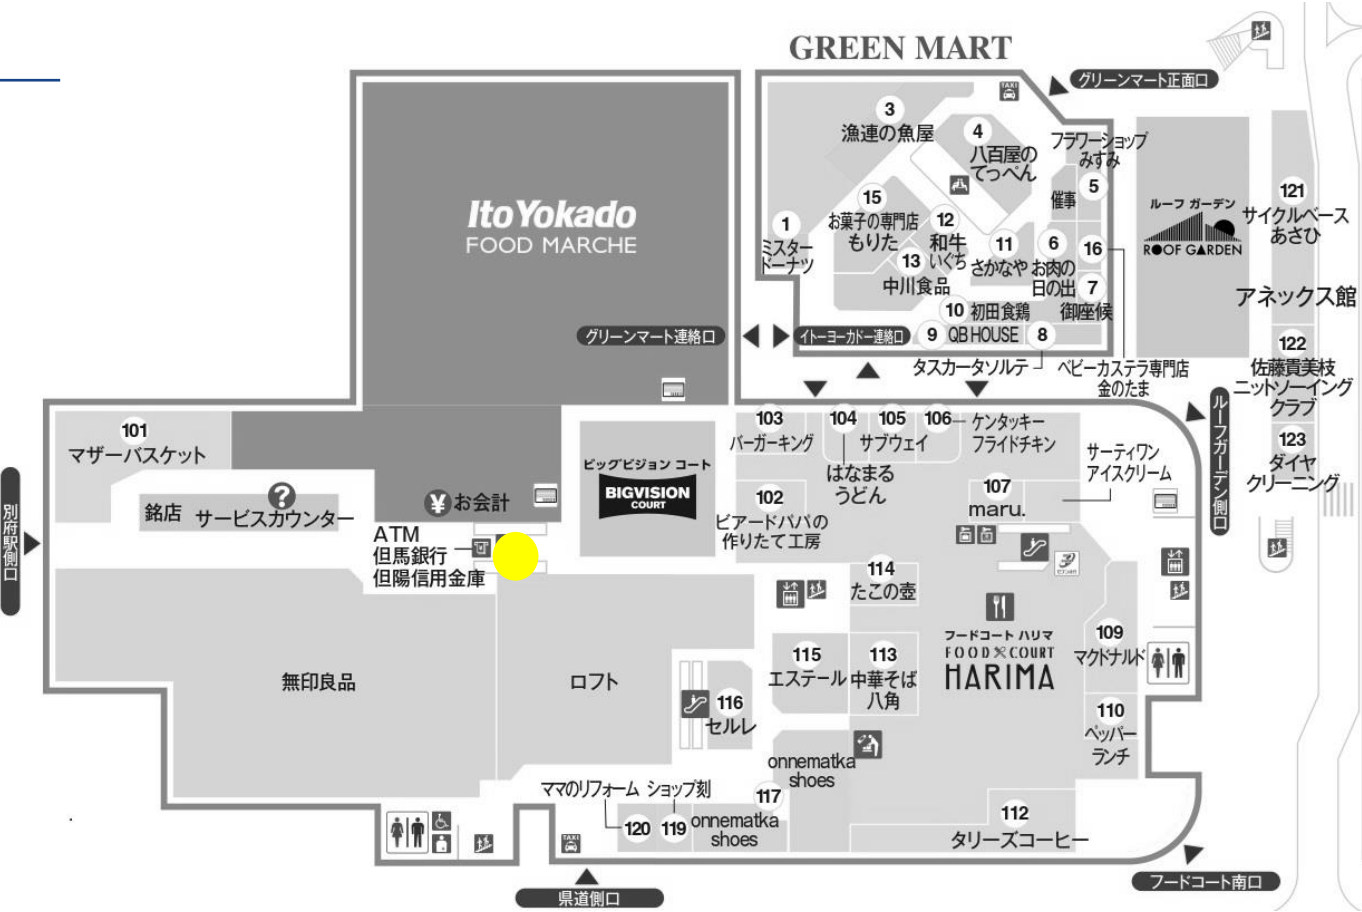 GREEN MART
TAXI
グリーンマート正面口
3
漁連の魚屋
4
八百屋の
てっぺん
フラワーショップ
みすみ
5
催事
15
お菓子の専門店
もりた
12
和牛
いぐち
13
中川食品
11
さかなや
6
お肉の
日の出
16
7
御座候
1
ミスター
ドーナツ
10
初田食鶏
9
QB HOUSE
8
イトーヨーカドー連絡口
タスカータソルテ
ベビーカステラ専門店
金のたま
ルーフ ガーデン
ROOF GARDEN
121
サイクルベース
あさひ
アネックス館
122
佐藤貴美枝
ニットソーイング
クラブ
123
ダイヤ
クリーニング
ルーフガーデン側口
Ito Yokado
FOOD MARCHE
グリーンマート連絡口
101
マザーバスケット
銘店
?
サービスカウンター
¥
お会計
ATM
但馬銀行
但陽信用金庫
別府駅側口
ビッグビジョン コート
BIGVISION
COURT
103
バーガーキング
104
はなまる
うどん
105
サブウェイ
106
ケンタッキー
フライドチキン
サーティワン
アイスクリーム
102
ビアードパパの
作りたて工房
107
maru.
114
たこの壺
フードコート ハリマ
FOOD COURT
HARIMA
109
マクドナルド
110
ペッパー
ランチ
115
エステール
113
中華そば
八角
無印良品
ロフト
116
セルレ
onnematka
shoes
117
onnematka
shoes
ママのリフォーム
ショップ刻
120
119
112
タリーズコーヒー
TAXI
県道側口
フードコート南口